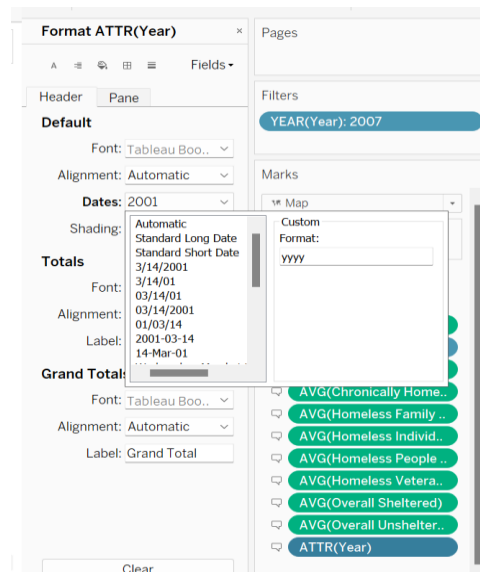 Format ATTR(Year) ×
A Fields
Header Pane
Default
Font: Tableau Boo..
Alignment: Automatic
Dates: 2001
Shading:
Automatic
Standard Long Date
Standard Short Date
3/14/2001
3/14/01
03/14/01
03/14/2001
01/03/14
2001-03-14
14-Mar-01
Custom
Format:
yyyy
Totals
Font:
Alignment:
Label:
Grand Totals
Font: Tableau Boo..
Alignment: Automatic
Label: Grand Total
Clear
Pages
Filters
YEAR(Year): 2007
Marks
Map
AVG(Chronically Home..
AVG(Homeless Family ..
AVG(Homeless Individ..
AVG(Homeless People ..
AVG(Homeless Vetera..
AVG(Overall Sheltered)
AVG(Overall Unshelter..
ATTR(Year)